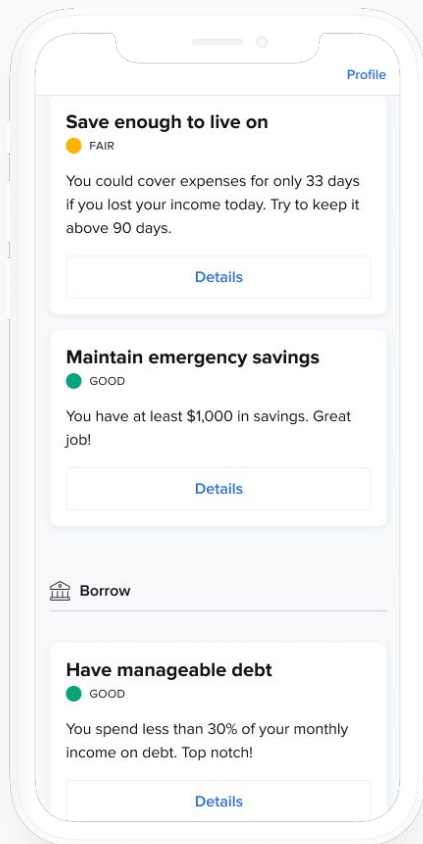 Profile
Save enough to live on
FAIR
You could cover expenses for only 33 days
if you lost your income today. Try to keep it
above 90 days.
Details
Maintain emergency savings
GOOD
You have at least $1,000 in savings. Great
job!
Details
Borrow
Have manageable debt
GOOD
You spend less than 30% of your monthly
income on debt. Top notch!
Details